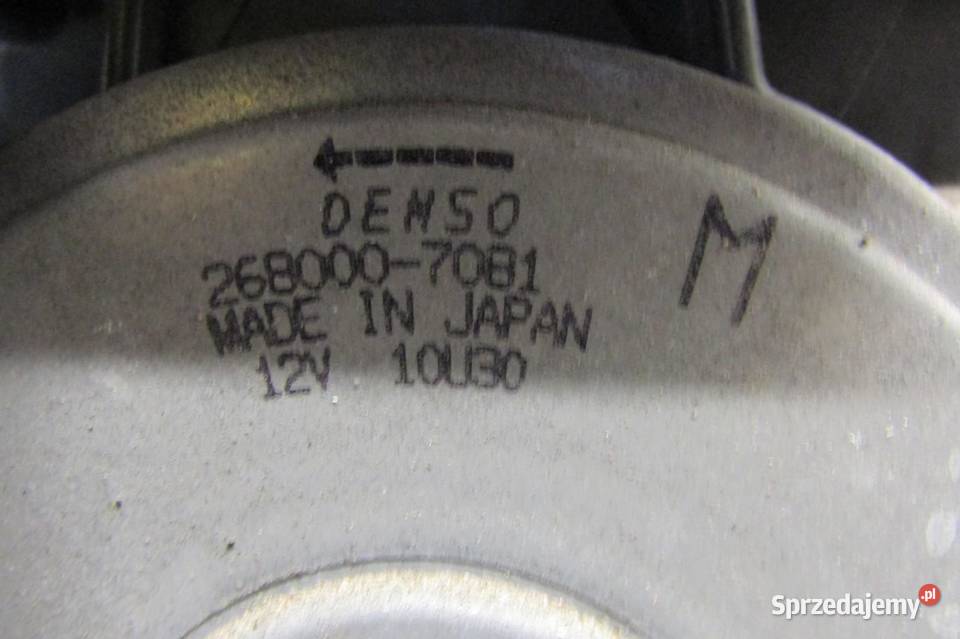 DENSO
268000-7081
M
MADE IN JAPAN
12V 10U30
Sprzedajemy.pl